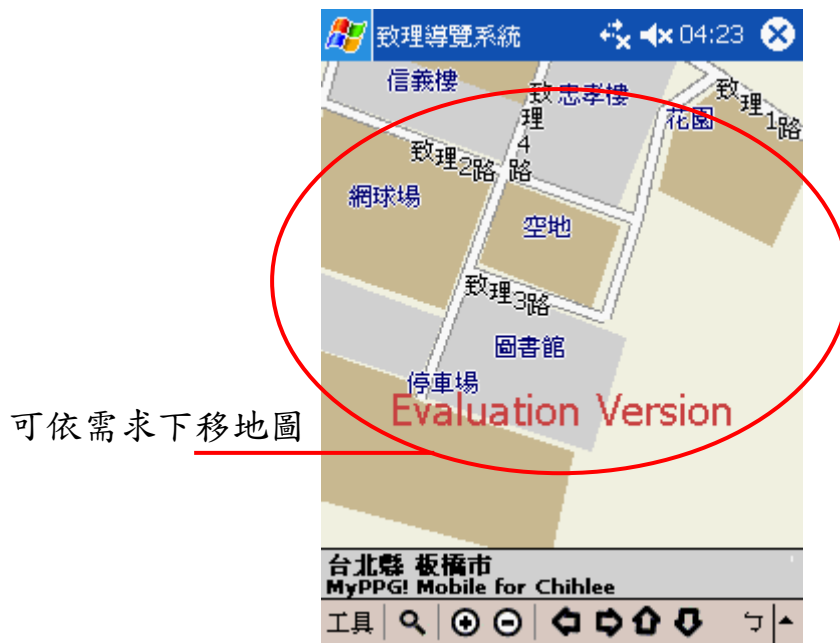 致理導覽系統 04:23
信義樓
致理4路
忠孝樓
花園
致理1路
致理2路
網球場
空地
致理3路
圖書館
停車場
Evaluation Version
可依需求下移地圖
台北縣 板橋市
MyPPG! Mobile for Chihlee
工具 ㄅ